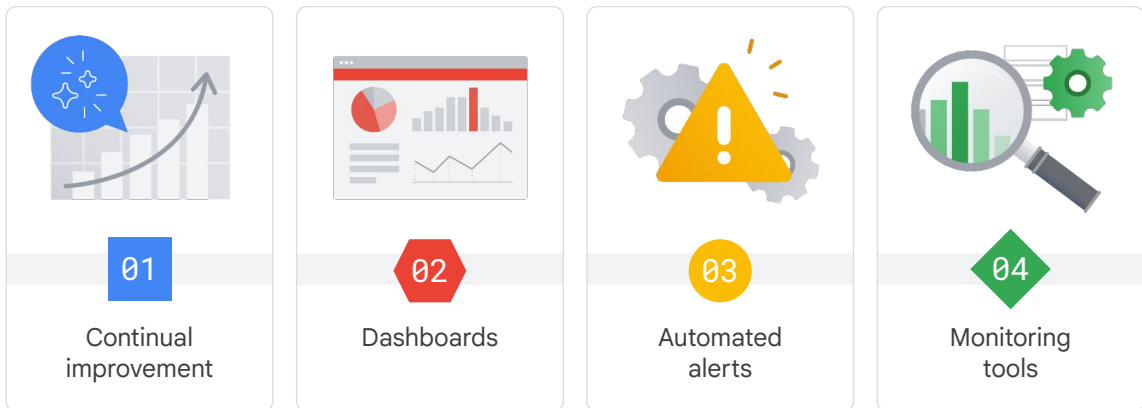 01
Continual
improvement
02
Dashboards
03
Automated
alerts
04
Monitoring
tools